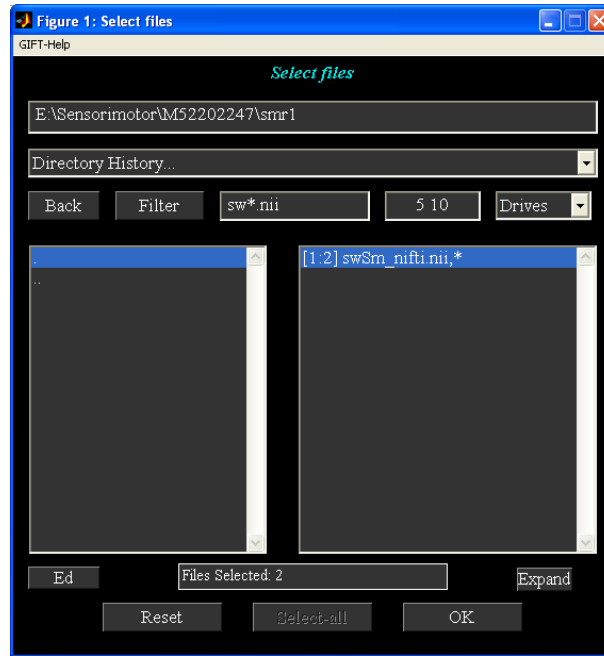 Figure 1: Select files
GIFT-Help
Select files
E:\Sensorimotor\M52202247\smr1
Directory History...
Back Filter sw*.nii 5 10 Drives
. [1:2] swSm_nifti.nii,*
..
Ed Files Selected: 2 Expand
Reset Select-all OK